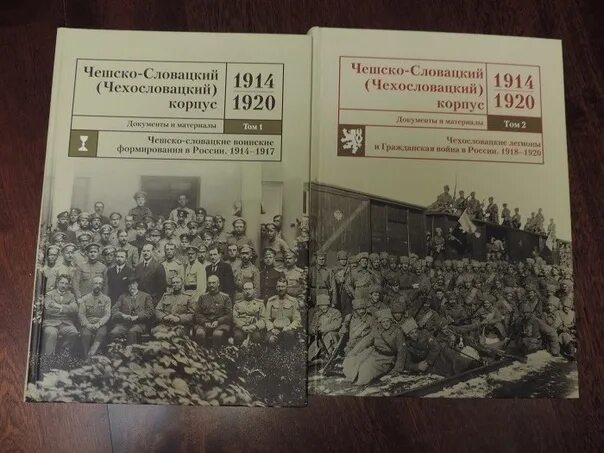 Чешско-Словацкий
(Чехословацкий)
корпус
1914
1920
Документы и материалы
Том 1
Чешско-словацкие воинские
формирования в России. 1914–1917
Чешско-Словацкий
(Чехословацкий)
корпус
1914
1920
Документы и материалы
Том 2
Чехословацкие легионы
и Гражданская война в России. 1918–1920